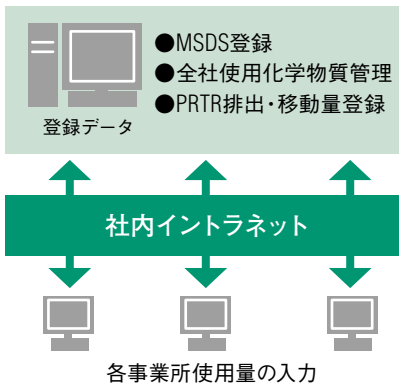 ●MSDS登録
●全社使用化学物質管理
●PRTR排出・移動量登録
登録データ
社内イントラネット
各事業所使用量の入力